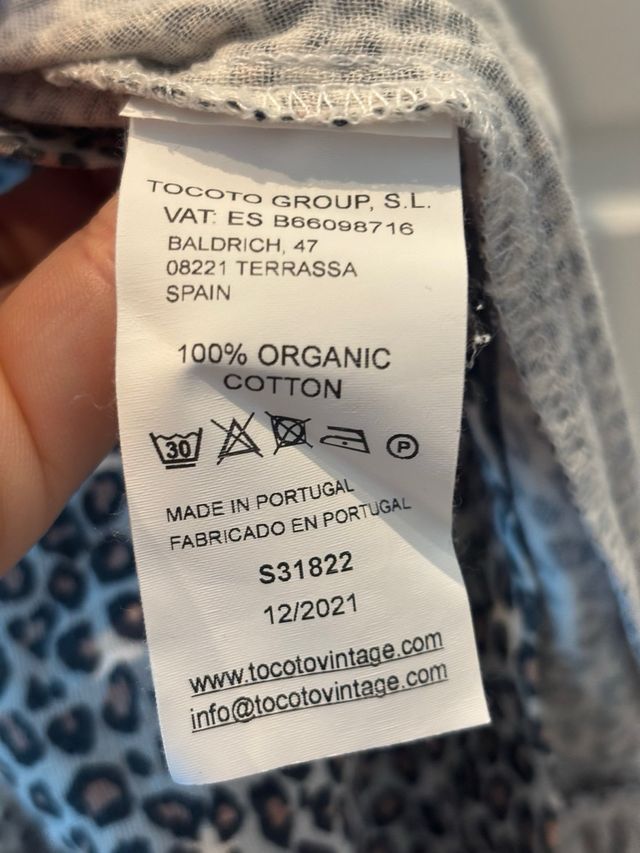 TOCOTO GROUP, S.L.
VAT: ES B66098716
BALDRICH, 47
08221 TERRASSA
SPAIN
100% ORGANIC
COTTON
30
P
MADE IN PORTUGAL
FABRICADO EN PORTUGAL
S31822
12/2021
www.tocotovintage.com
info@tocotovintage.com